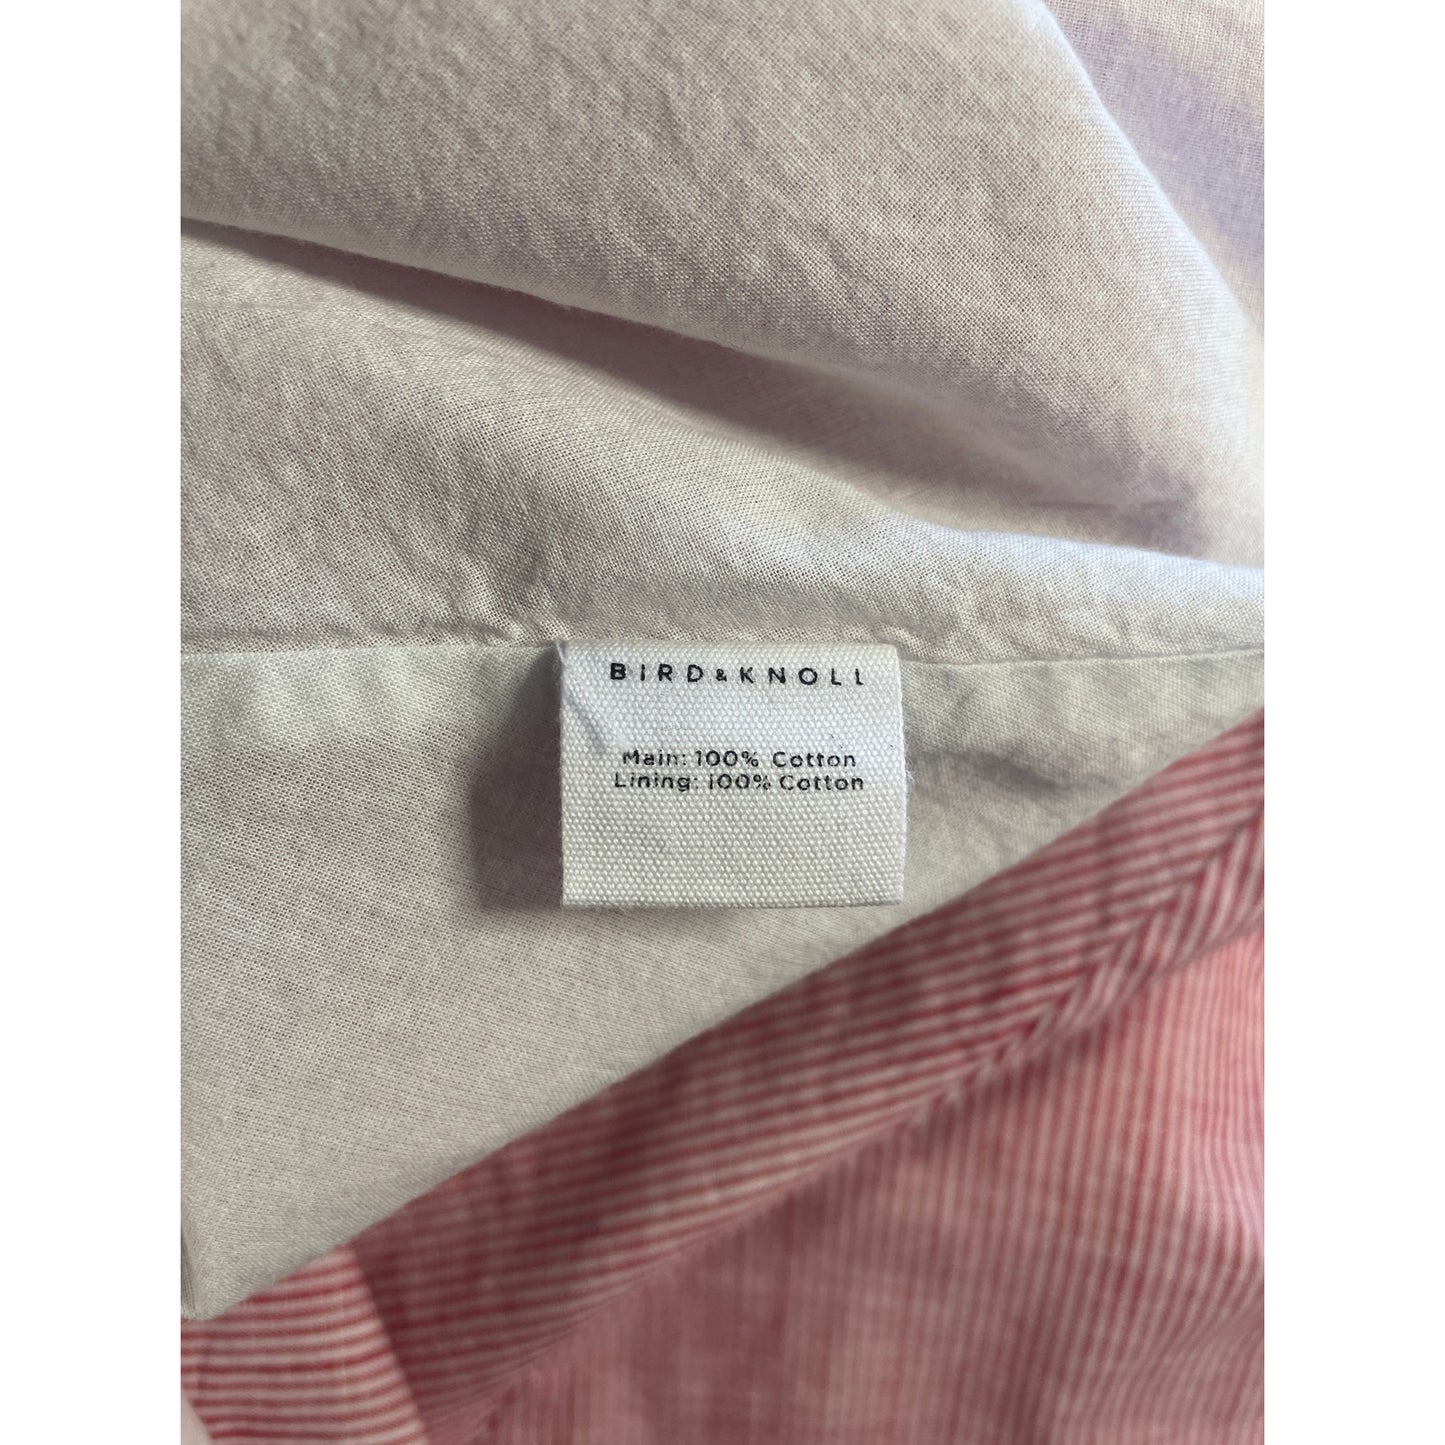 BIRD & KNOLL
Main: 100% Cotton
Lining: 100% Cotton